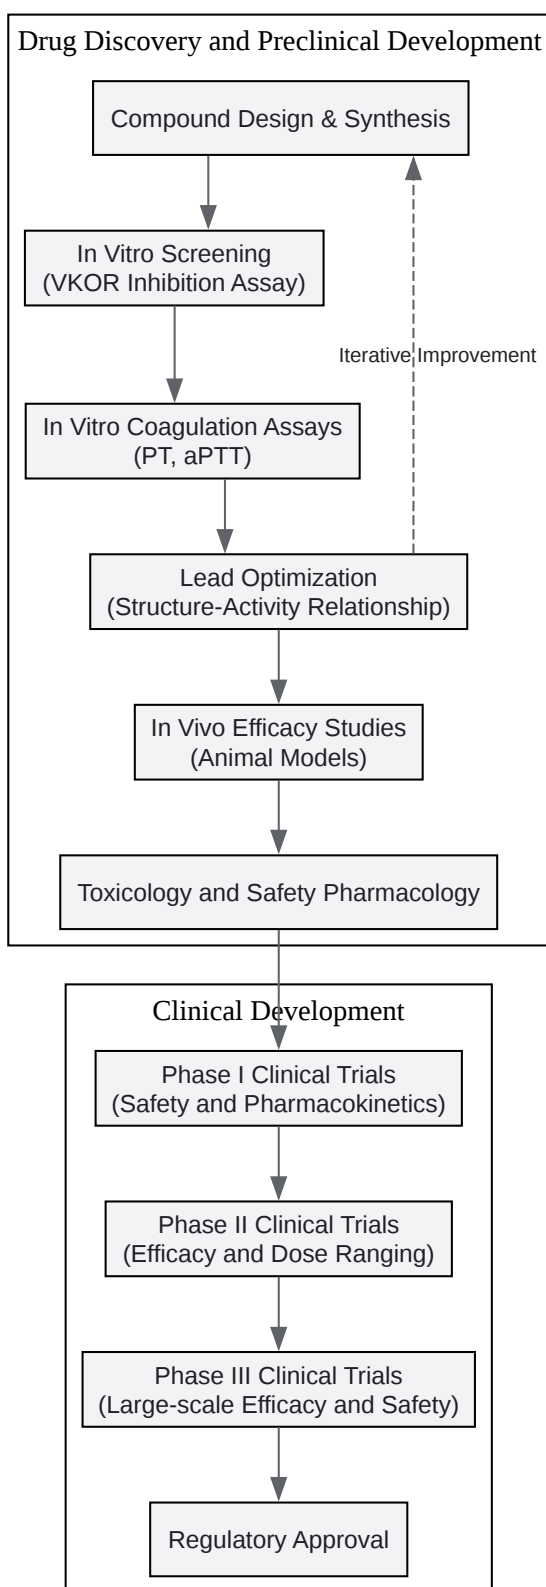 Drug Discovery and Preclinical Development
Compound Design & Synthesis
In Vitro Screening
(VKOR Inhibition Assay)
Iterative Improvement
In Vitro Coagulation Assays
(PT, aPTT)
Lead Optimization
(Structure-Activity Relationship)
In Vivo Efficacy Studies
(Animal Models)
Toxicology and Safety Pharmacology
Clinical Development
Phase I Clinical Trials
(Safety and Pharmacokinetics)
Phase II Clinical Trials
(Efficacy and Dose Ranging)
Phase III Clinical Trials
(Large-scale Efficacy and Safety)
Regulatory Approval